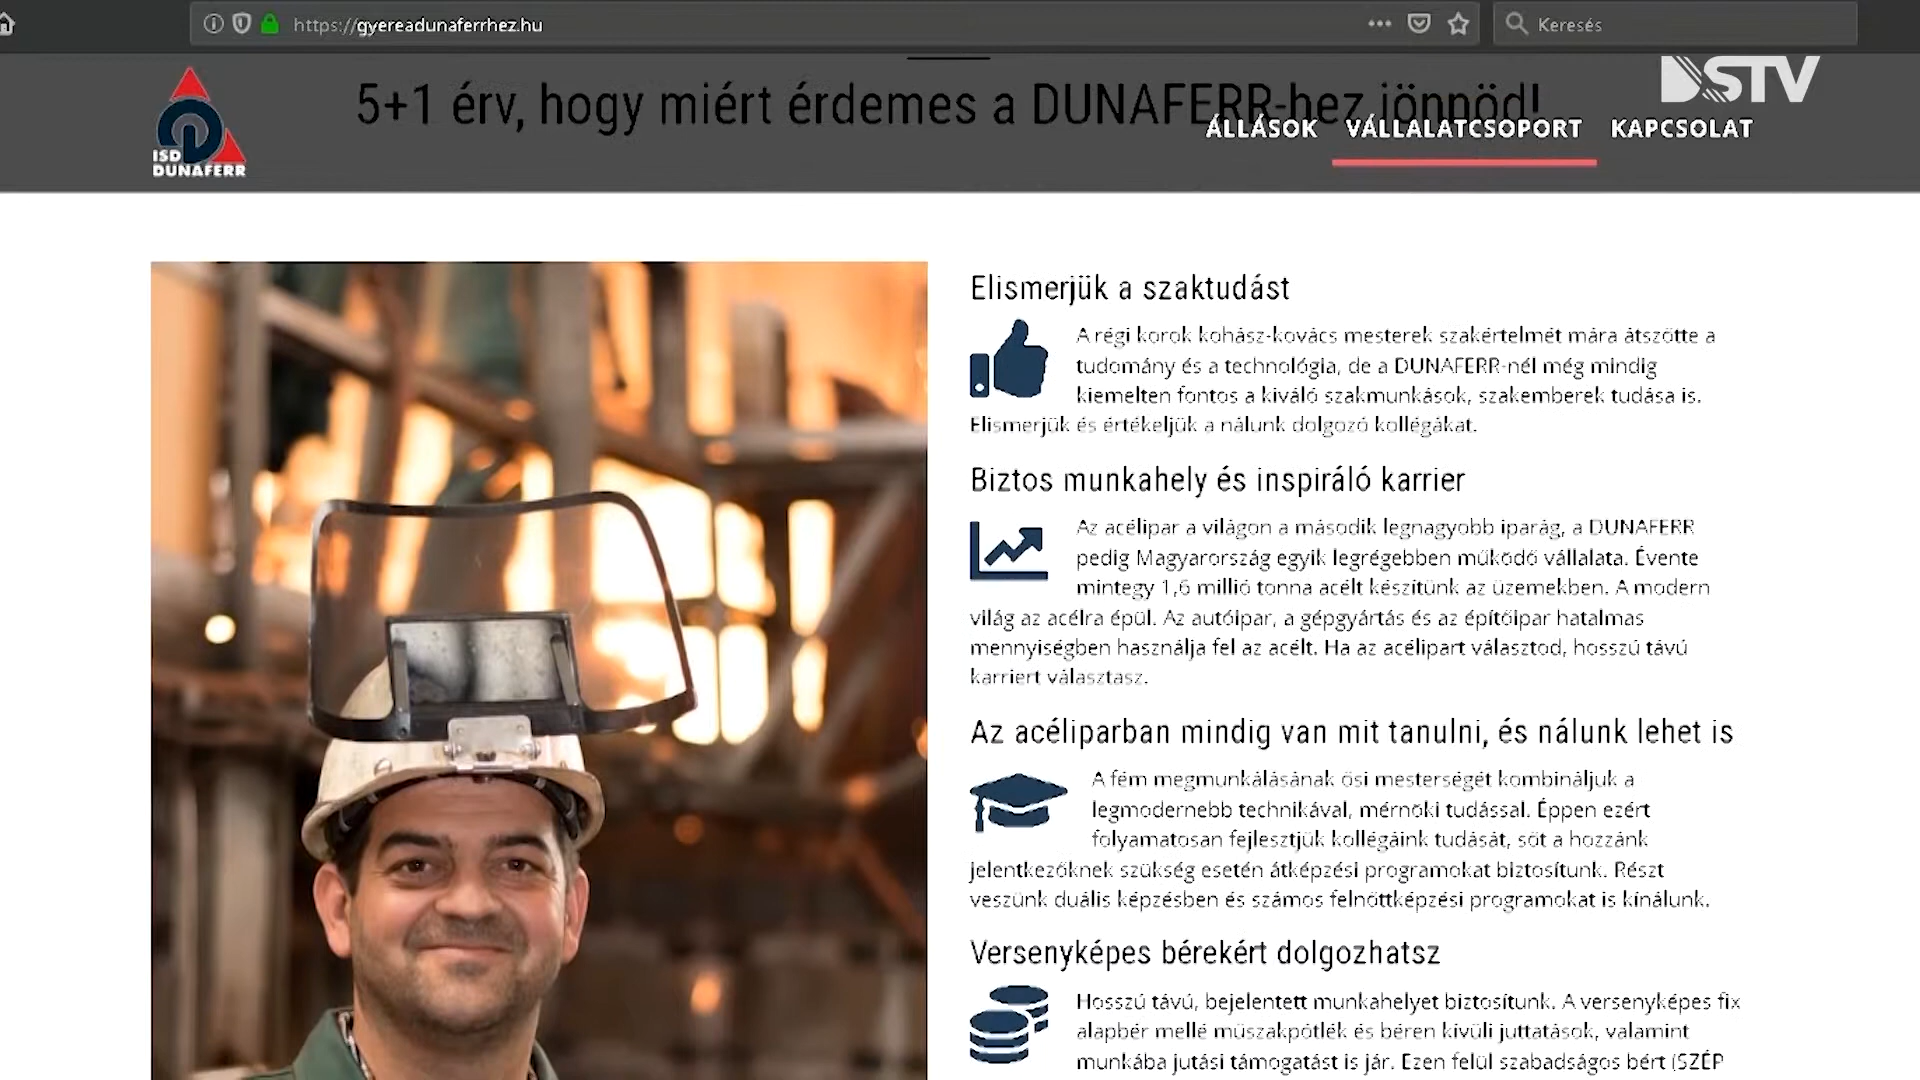 https://gyereadunaferrhez.hu
Keresés
DSTV
5+1 érv, hogy miért érdemes a DUNAFERR-hez jönnöd!
ISD
DUNAFERR
ÁLLÁSOK VÁLLALATCSOPORT KAPCSOLAT
Elismerjük a szaktudást
A régi korok kohász-kovács mesterek szakértelmét mára átszőtte a
tudomány és a technológia, de a DUNAFERR-nél még mindig
kiemelten fontos a kiváló szakmunkások, szakemberek tudása is.
Elismerjük és értékeljük a nálunk dolgozó kollégákat.
Biztos munkahely és inspiráló karrier
Az acélipar a világon a második legnagyobb iparág, a DUNAFERR
pedig Magyarország egyik legrégebben működő vállalata. Évente
mintegy 1,6 millió tonna acélt készítünk az üzemekben. A modern
világ az acélra épül. Az autóipar, a gépgyártás és az építőipar hatalmas
mennyiségben használja fel az acélt. Ha az acélipart választod, hosszú távú
karriert választasz.
Az acéliparban mindig van mit tanulni, és nálunk lehet is
A fém megmunkálásának ősi mesterségét kombináljuk a
legmodernebb technikával, mérnöki tudással. Éppen ezért
folyamatosan fejlesztjük kollégáink tudását, sőt a hozzánk
jelentkezőknek szükség esetén átképzési programokat biztosítunk. Részt
veszünk duális képzésben és számos felnőttképzési programokat is kínálunk.
Versenyképes bérekért dolgozhatsz
Hosszú távú, bejelentett munkahelyet biztosítunk. A versenyképes fix
alapbér mellé műszakpótlék és béren kívüli juttatások, valamint
munkába jutási támogatást is jár. Ezen felül szabadságos bért (SZÉP